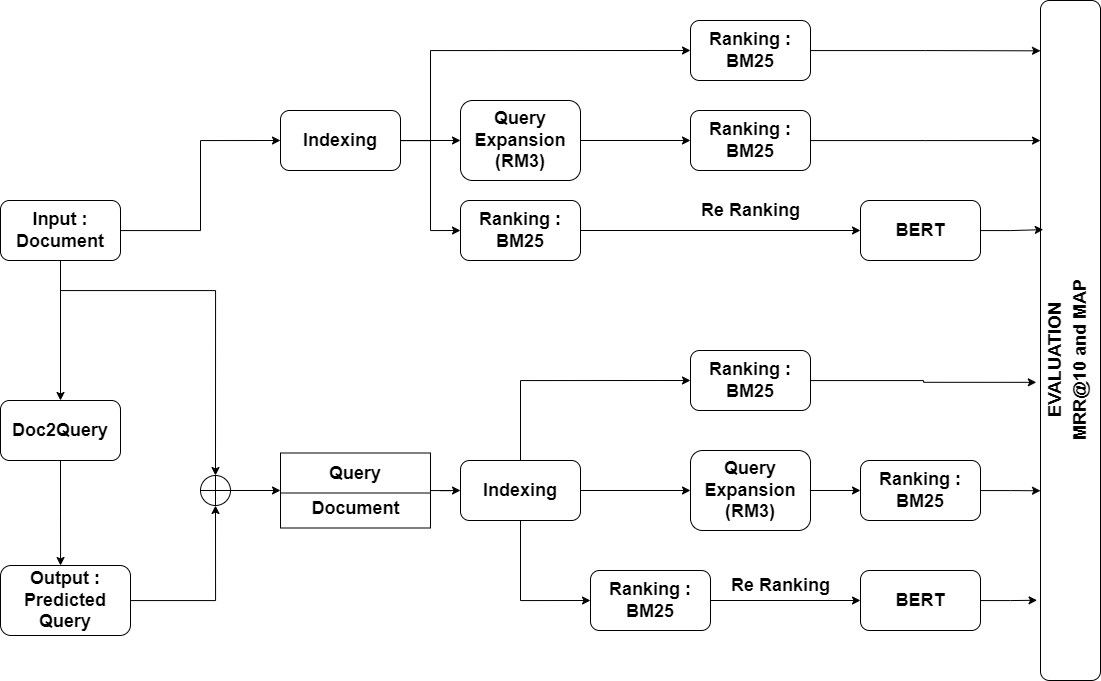 Ranking :
BM25
Query
Expansion
(RM3)
Ranking :
BM25
Indexing
Input :
Document
Ranking :
BM25
Re Ranking
BERT
EVALUATION
MRR@10 and MAP
Ranking :
BM25
Doc2Query
Query
Document
Indexing
Query
Expansion
(RM3)
Ranking :
BM25
Output :
Predicted
Query
Ranking :
BM25
Re Ranking
BERT